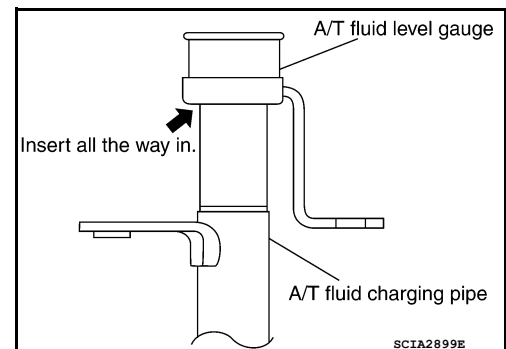 A/T fluid level gauge
Insert all the way in.
A/T fluid charging pipe
SCIA2899E